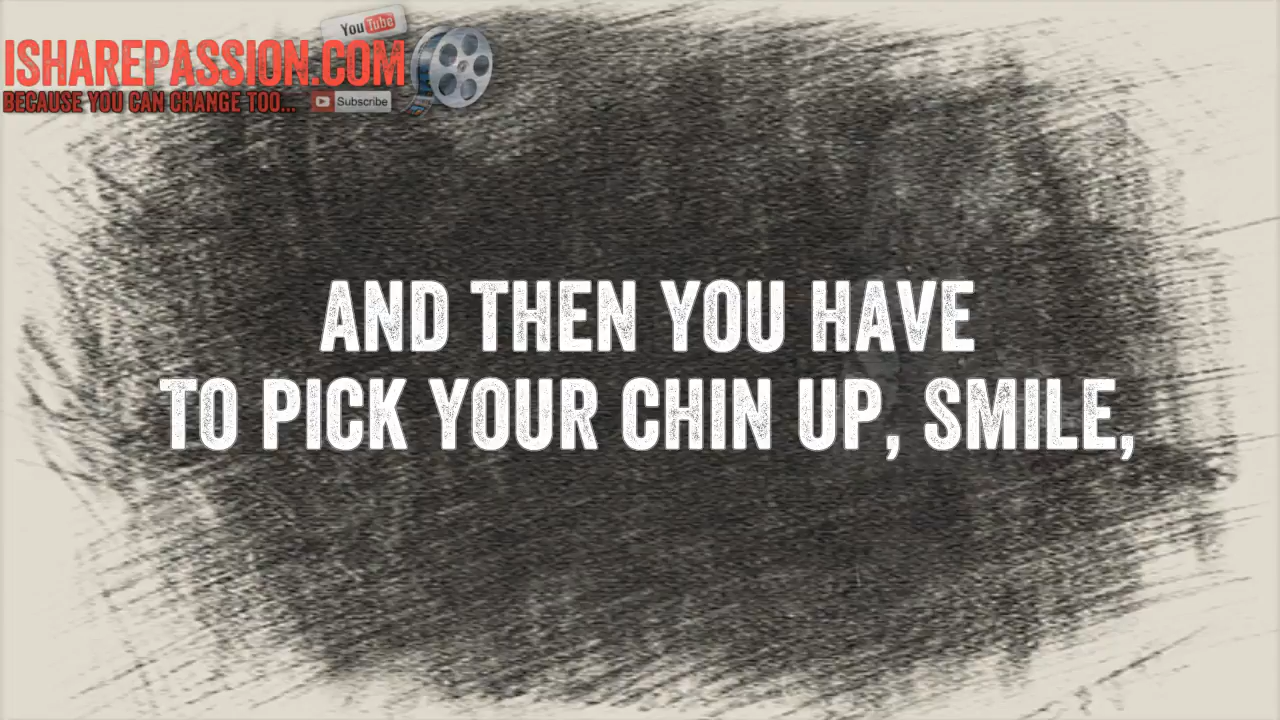 YouTube
ISHAREPASSION.COM
BECAUSE YOU CAN CHANGE TOO...
Subscribe
AND THEN YOU HAVE
TO PICK YOUR CHIN UP, SMILE,